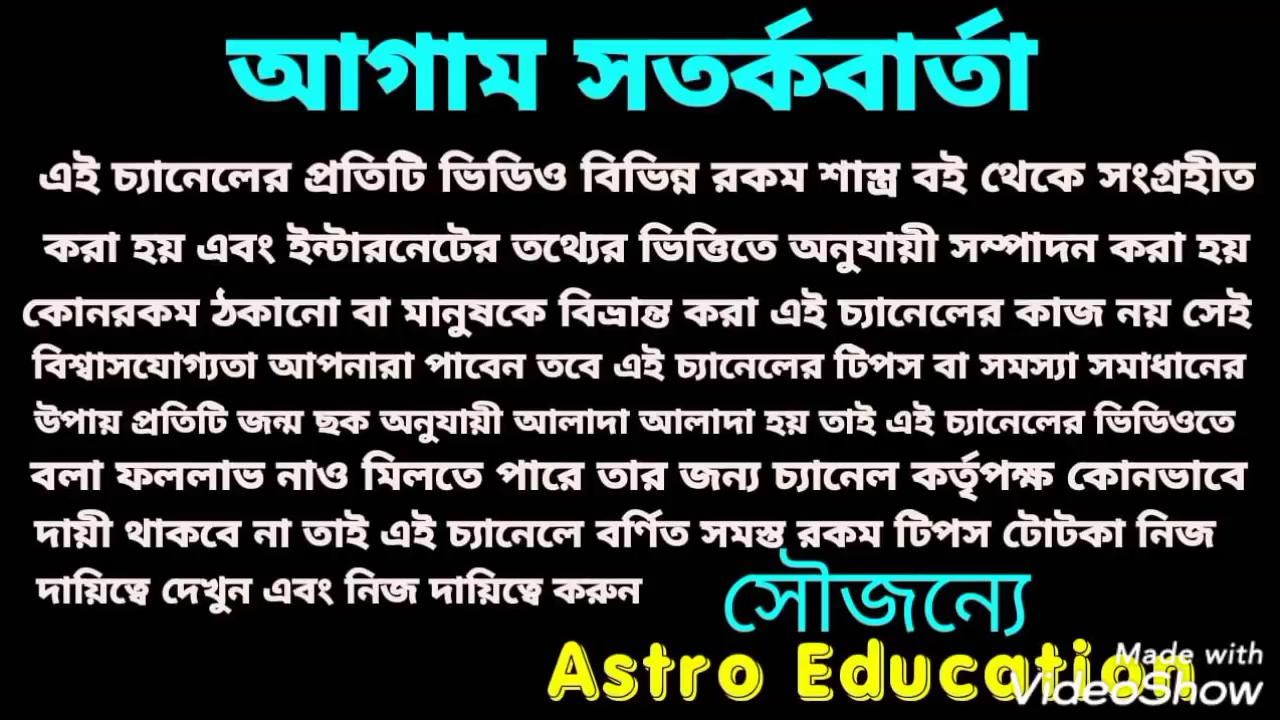 আগাম সতর্কবার্তা
এই চ্যানেলের প্রতিটি ভিডিও বিভিন্ন রকম শাস্ত্র বই থেকে সংগ্রহীত
করা হয় এবং ইন্টারনেটের তথ্যের ভিত্তিতে অনুযায়ী সম্পাদন করা হয়
কোনরকম ঠকানো বা মানুষকে বিভ্রান্ত করা এই চ্যানেলের কাজ নয় সেই
বিশ্বাসযোগ্যতা আপনারা পাবেন তবে এই চ্যানেলের টিপস বা সমস্যা সমাধানের
উপায় প্রতিটি জন্ম ছক অনুযায়ী আলাদা আলাদা হয় তাই এই চ্যানেলের ভিডিওতে
বলা ফললাভ নাও মিলতে পারে তার জন্য চ্যানেল কর্তৃপক্ষ কোনভাবে
দায়ী থাকবে না তাই এই চ্যানেলে বর্ণিত সমস্ত রকম টিপস টোটকা নিজ
দায়িত্বে দেখুন এবং নিজ দায়িত্বে করুন
সৌজন্যে
Astro Education
Made with
VideoShow